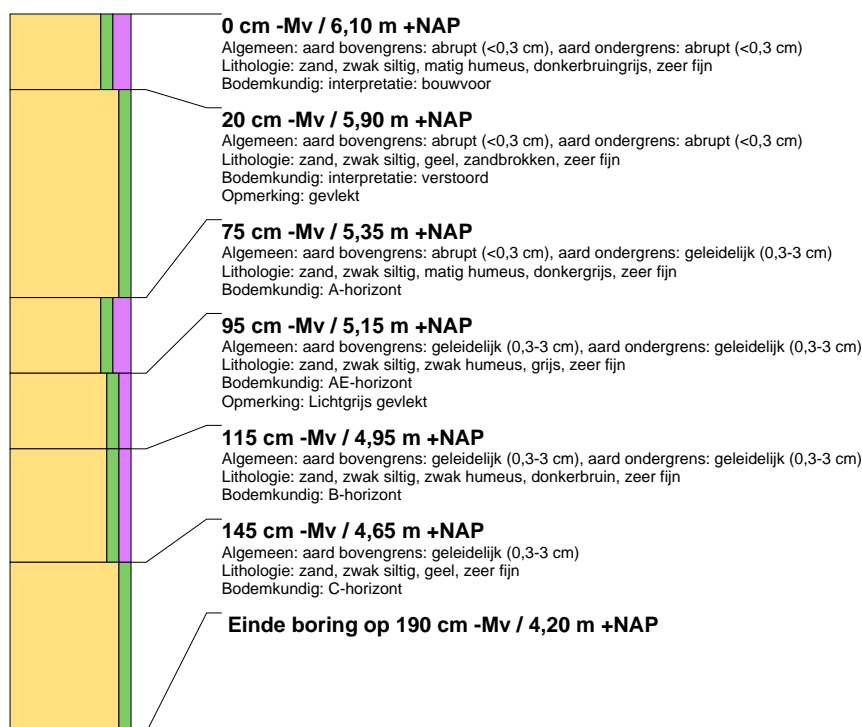 0 cm -Mv / 6,10 m +NAP
Algemeen: aard bovengrens: abrupt (<0,3 cm), aard ondergrens: abrupt (<0,3 cm)
Lithologie: zand, zwak siltig, matig humeus, donkerbruingrijs, zeer fijn
Bodemkundig: interpretatie: bouwvoor
20 cm -Mv / 5,90 m +NAP
Algemeen: aard bovengrens: abrupt (<0,3 cm), aard ondergrens: abrupt (<0,3 cm)
Lithologie: zand, zwak siltig, geel, zandbrokken, zeer fijn
Bodemkundig: interpretatie: verstoord
Opmerking: gevlekt
75 cm -Mv / 5,35 m +NAP
Algemeen: aard bovengrens: abrupt (<0,3 cm), aard ondergrens: geleidelijk (0,3-3 cm)
Lithologie: zand, zwak siltig, matig humeus, donkergrijs, zeer fijn
Bodemkundig: A-horizont
95 cm -Mv / 5,15 m +NAP
Algemeen: aard bovengrens: geleidelijk (0,3-3 cm), aard ondergrens: geleidelijk (0,3-3 cm)
Lithologie: zand, zwak siltig, zwak humeus, grijs, zeer fijn
Bodemkundig: AE-horizont
Opmerking: Lichtgrijs gevlekt
115 cm -Mv / 4,95 m +NAP
Algemeen: aard bovengrens: geleidelijk (0,3-3 cm), aard ondergrens: geleidelijk (0,3-3 cm)
Lithologie: zand, zwak siltig, zwak humeus, donkerbruin, zeer fijn
Bodemkundig: B-horizont
145 cm -Mv / 4,65 m +NAP
Algemeen: aard bovengrens: geleidelijk (0,3-3 cm)
Lithologie: zand, zwak siltig, geel, zeer fijn
Bodemkundig: C-horizont
Einde boring op 190 cm -Mv / 4,20 m +NAP